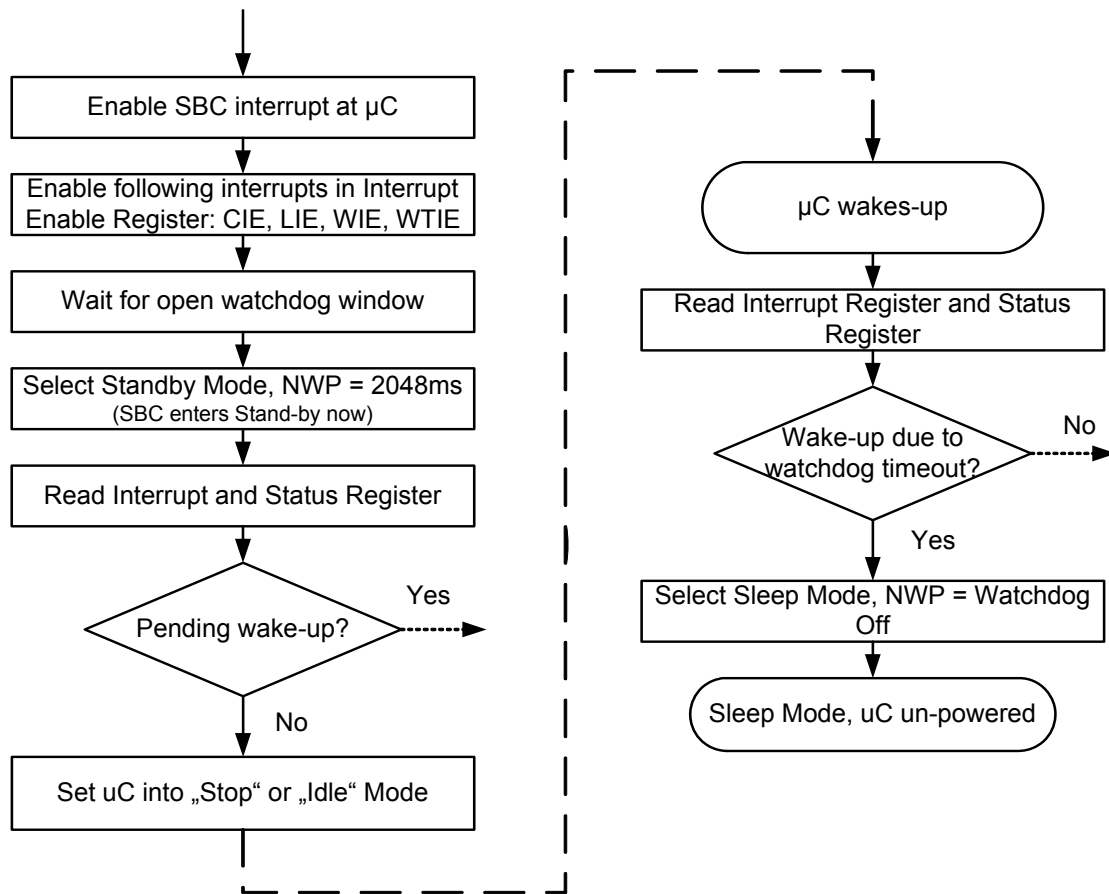 Enable SBC interrupt at µC
Enable following interrupts in Interrupt
Enable Register: CIE, LIE, WIE, WTIE
Wait for open watchdog window
Select Standby Mode, NWP = 2048ms
(SBC enters Stand-by now)
Read Interrupt and Status Register
Pending wake-up?
Yes
No
Set uC into „Stop“ or „Idle“ Mode
µC wakes-up
Read Interrupt Register and Status
Register
Wake-up due to
watchdog timeout?
No
Yes
Select Sleep Mode, NWP = Watchdog
Off
Sleep Mode, uC un-powered